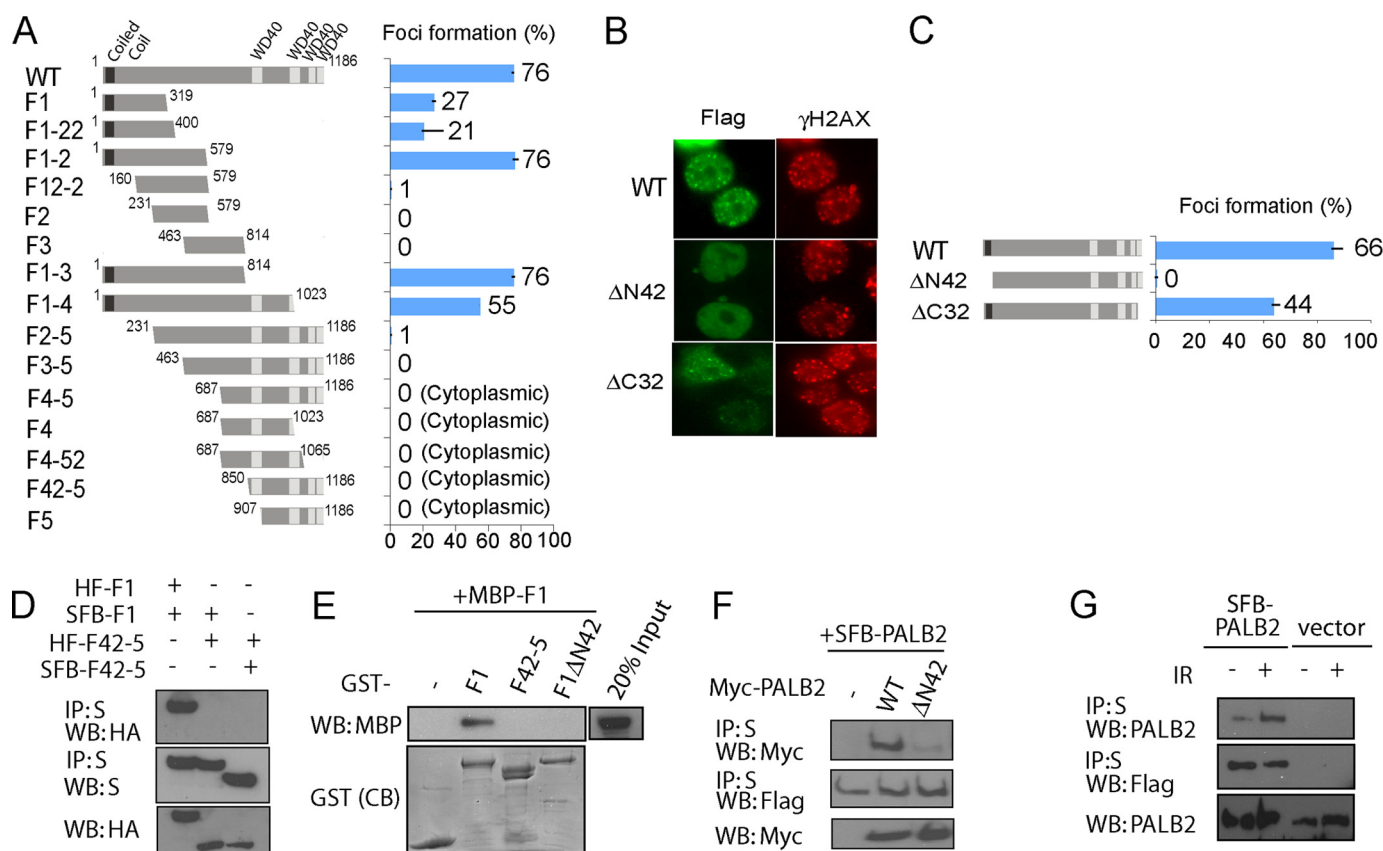 A
Coiled
Coil
WD40
WD40
WD40
WD40
Foci formation (%)
WT
1
1186
76
F1
1
319
27
F1-22
1
400
21
F1-2
1
579
76
F12-2
160
579
1
F2
231
579
0
F3
463
814
0
F1-3
1
814
76
F1-4
1
1023
55
F2-5
231
1186
1
F3-5
463
1186
0
F4-5
687
1186
0 (Cytoplasmic)
F4
687
1023
0 (Cytoplasmic)
F4-52
687
1065
0 (Cytoplasmic)
F42-5
850
1186
0 (Cytoplasmic)
F5
907
1186
0 (Cytoplasmic)
0 20 40 60 80 100
B
Flag γH2AX
WT
ΔN42
ΔC32
C
Foci formation (%)
WT 66
ΔN42 0
ΔC32 44
0 20 40 60 80 100
D
HF-F1 + - -
SFB-F1 + + -
HF-F42-5 - + +
SFB-F42-5 - - +
IP:S
WB:HA
IP:S
WB:S
WB:HA
E
+MBP-F1
GST- - F1 F42-5 F1ΔN42 20% Input
WB:MBP
GST (CB)
F
+SFB-PALB2
Myc-PALB2 - WT ΔN42
IP:S
WB:Myc
IP:S
WB:Flag
WB:Myc
G
SFB-
PALB2 vector
IR - + - +
IP:S
WB:PALB2
IP:S
WB:Flag
WB:PALB2